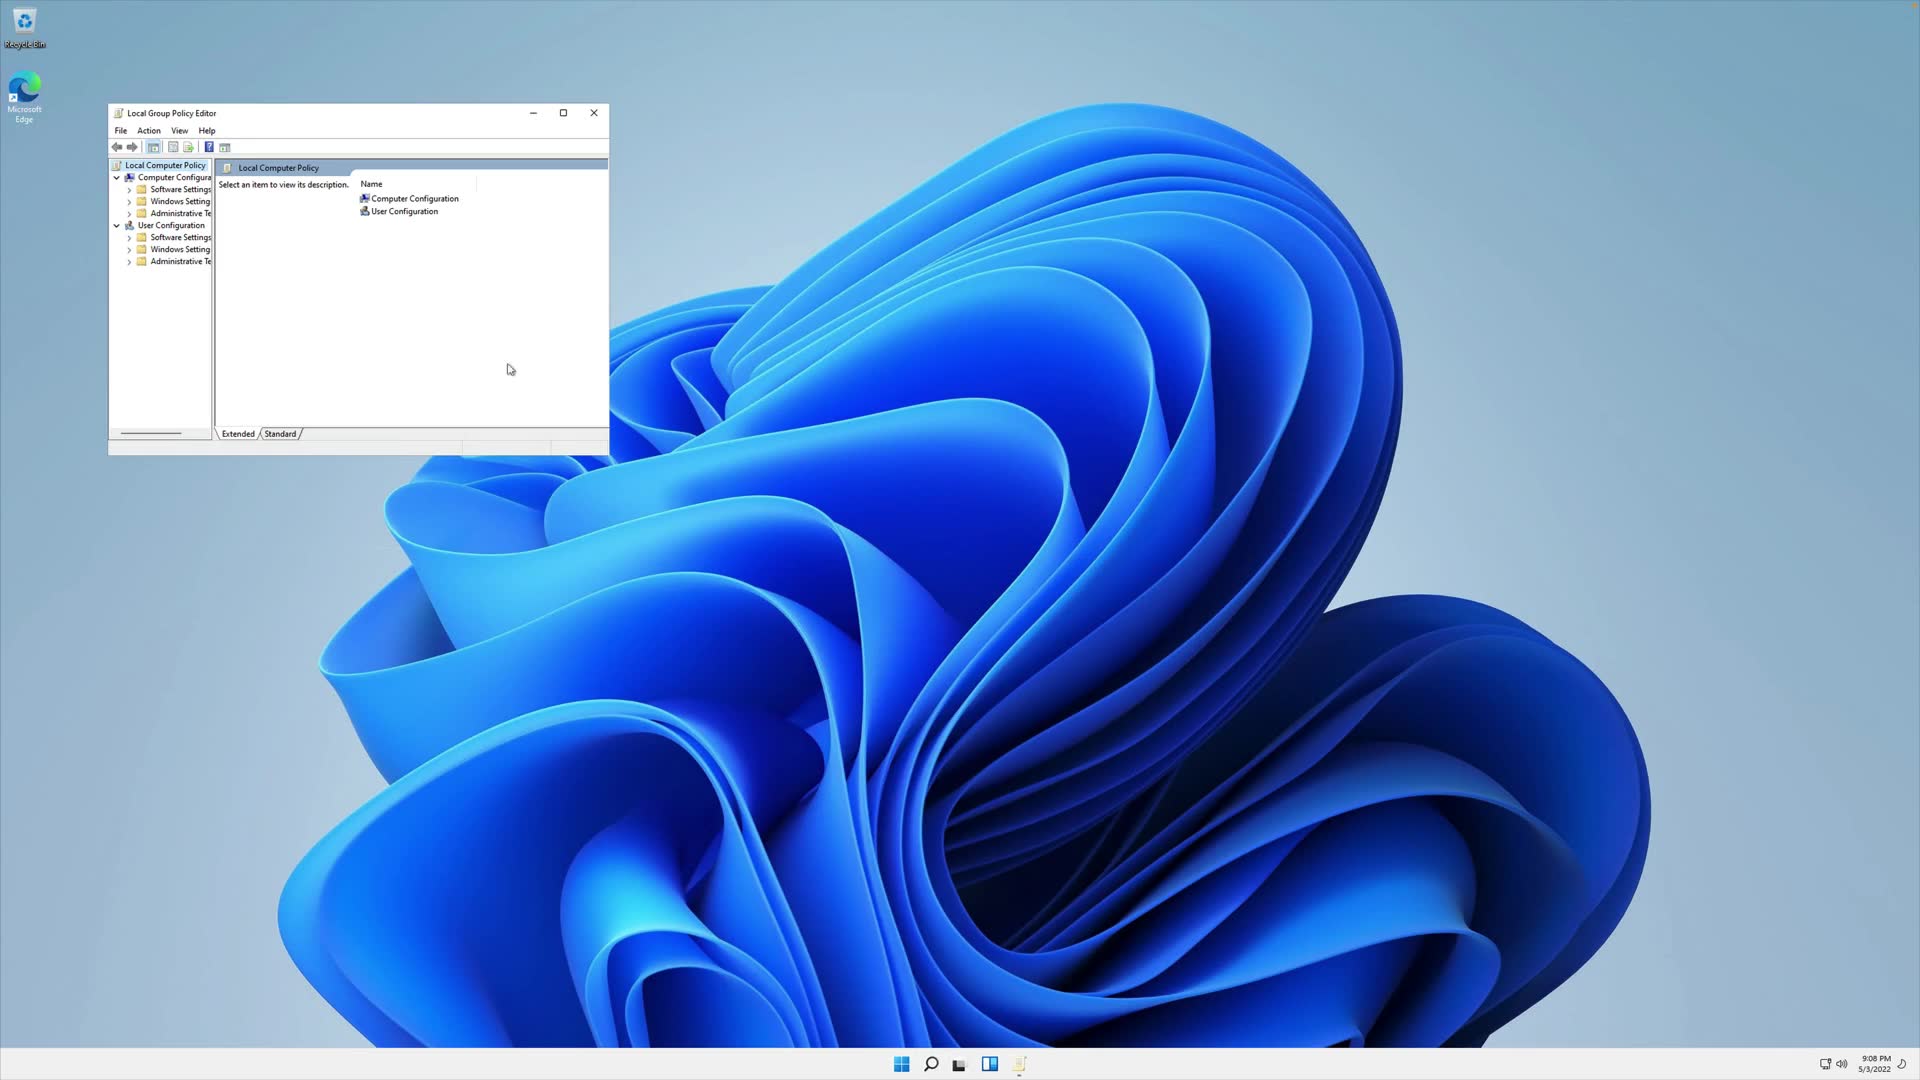 Recycle Bin
Microsoft
Edge
Local Group Policy Editor
File Action View Help
Local Computer Policy
Computer Configura
Software Settings
Windows Setting
Administrative Te
User Configuration
Software Settings
Windows Setting
Administrative Te
Local Computer Policy
Select an item to view its description.
Name
Computer Configuration
User Configuration
Extended Standard
9:08 PM
5/3/2022